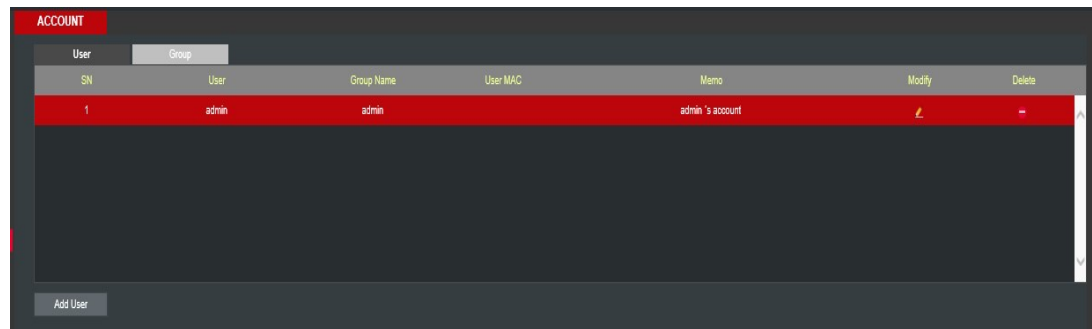 ACCOUNT
User Group
SN User Group Name User MAC Memo Modify Delete
1 admin admin admin 's account
Add User